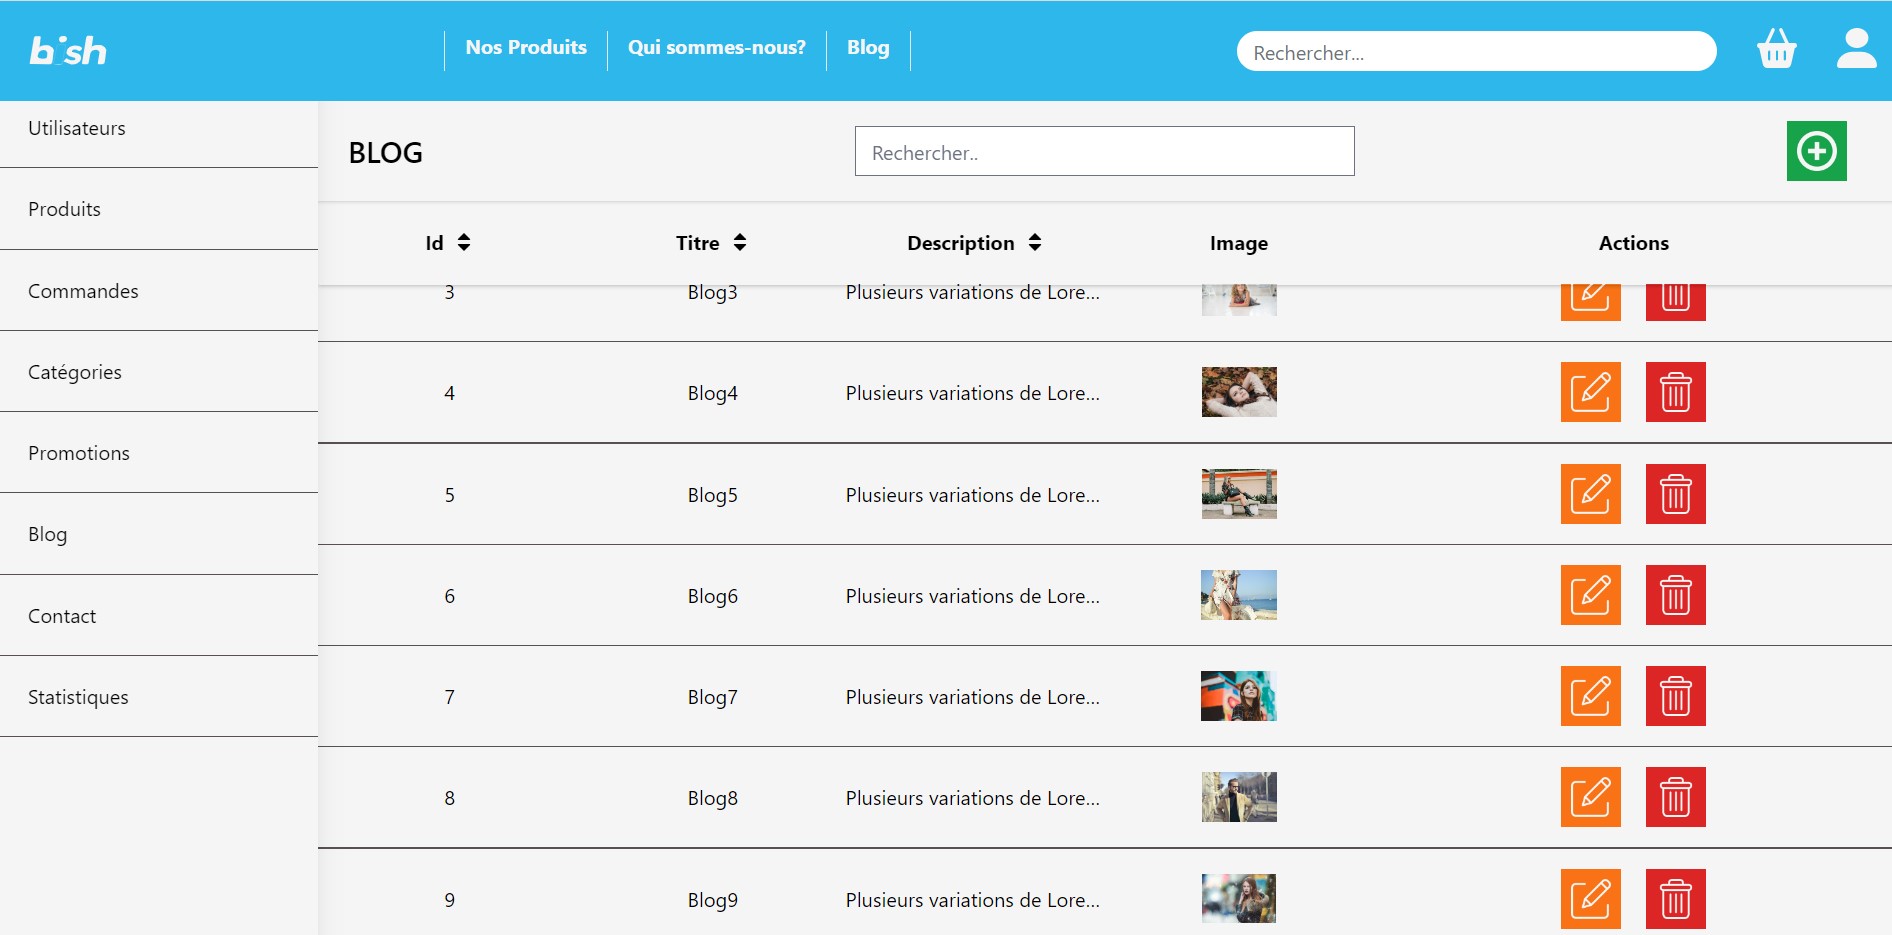 bish
Nos Produits
Qui sommes-nous?
Blog
Rechercher...
Utilisateurs
Produits
Commandes
Catégories
Promotions
Blog
Contact
Statistiques
BLOG
Rechercher..
Id Titre Description Image Actions
3 Blog3 Plusieurs variations de Lore...
4 Blog4 Plusieurs variations de Lore...
5 Blog5 Plusieurs variations de Lore...
6 Blog6 Plusieurs variations de Lore...
7 Blog7 Plusieurs variations de Lore...
8 Blog8 Plusieurs variations de Lore...
9 Blog9 Plusieurs variations de Lore...